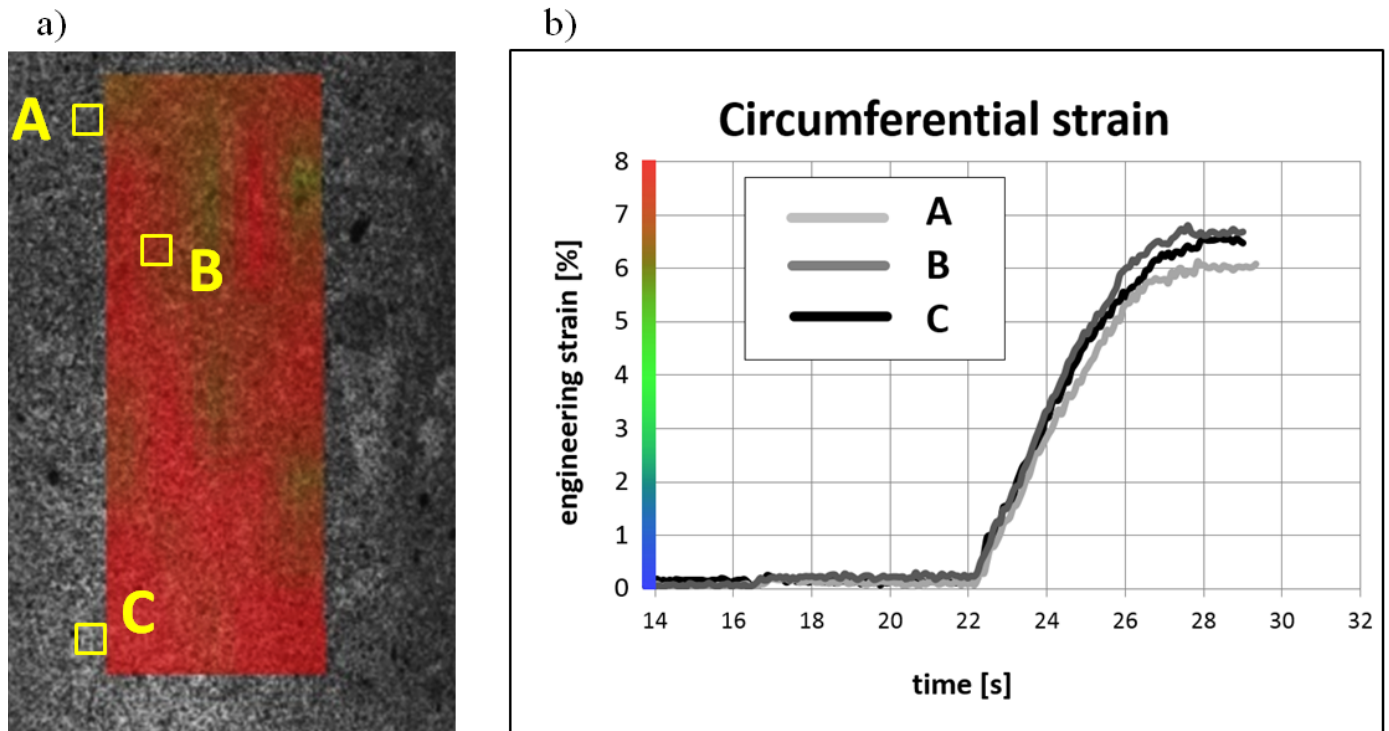 a)
A
B
C
b)
Circumferential strain
engineering strain [%]
8
7
6
5
4
3
2
1
0
A
B
C
14 16 18 20 22 24 26 28 30 32
time [s]